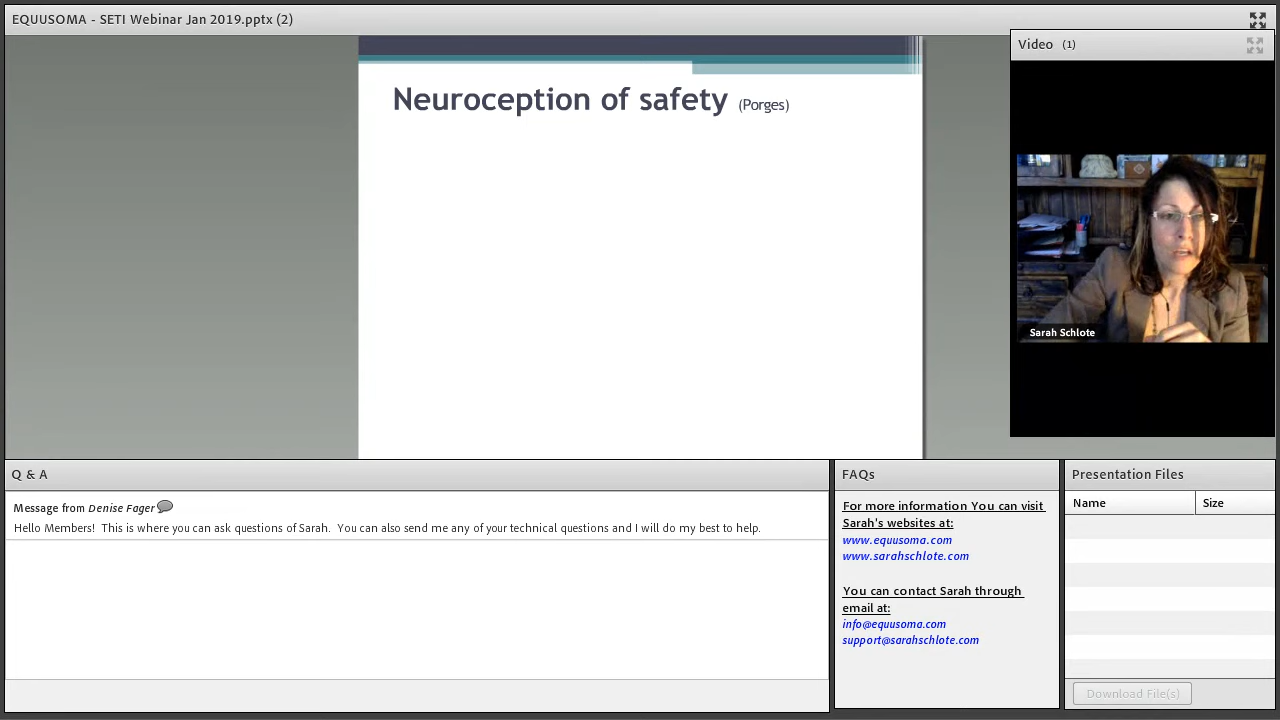 EQUUSOMA - SETI Webinar Jan 2019.pptx (2)
Video (1)
Neuroception of safety (Porges)
Sarah Schlote
Q & A
Message from Denise Fager
Hello Members! This is where you can ask questions of Sarah. You can also send me any of your technical questions and I will do my best to help.
FAQs
For more information You can visit
Sarah's websites at:
www.equusoma.com
www.sarahschlote.com
You can contact Sarah through
email at:
info@equusoma.com
support@sarahschlote.com
Presentation Files
Name Size
Download File(s)